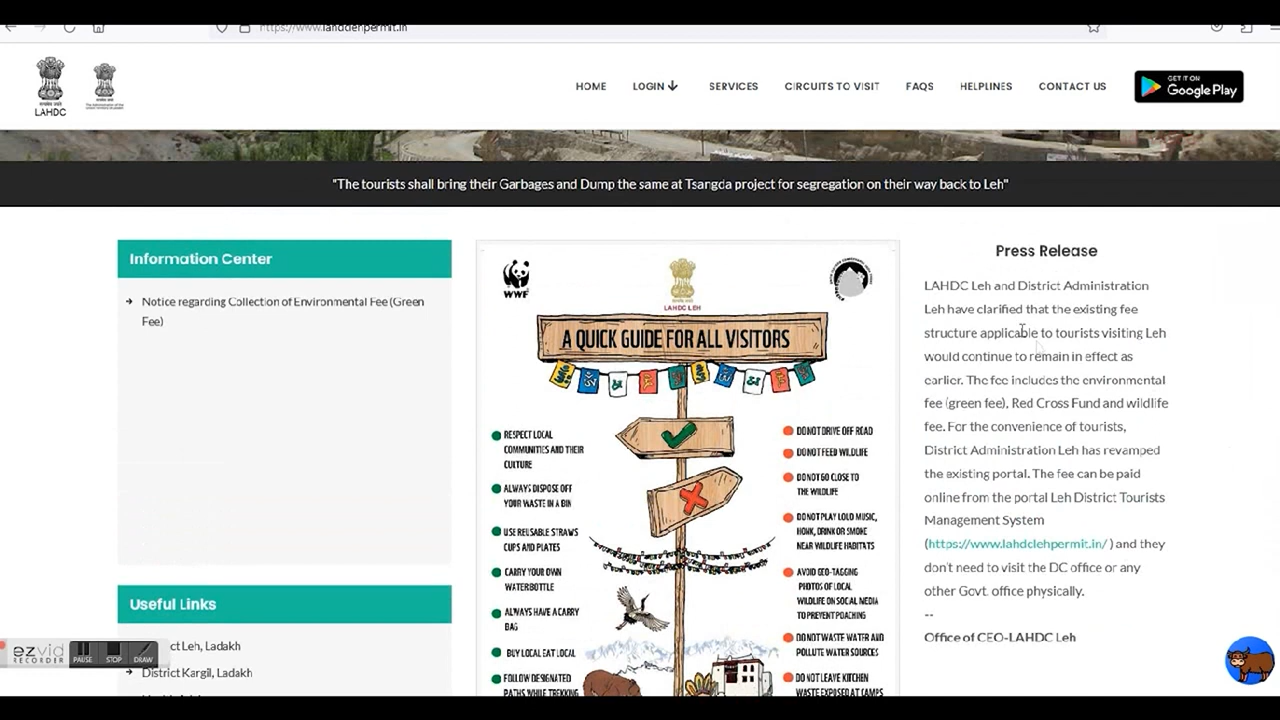 https://www.lahdclehpermit.in
LAHDC
HOME
LOGIN
SERVICES
CIRCUITS TO VISIT
FAQS
HELPLINES
CONTACT US
GET IT ON
Google Play
"The tourists shall bring their Garbages and Dump the same at Tsangda project for segregation on their way back to Leh"
Information Center
Notice regarding Collection of Environmental Fee (Green
Fee)
Useful Links
ct Leh, Ladakh
District Kargil, Ladakh
ezvid
RECORDER
PAUSE
STOP
DRAW
WWF
LAHDC LEH
A QUICK GUIDE FOR ALL VISITORS
RESPECT LOCAL
COMMUNITIES AND THEIR
CULTURE
ALWAYS DISPOSE OFF
YOUR WASTE IN A BIN
USE REUSABLE STRAWS
CUPS AND PLATES
CARRY YOUR OWN
WATERBOTTLE
ALWAYS HAVE A CARRY
BAG
BUY LOCAL EAT LOCAL
FOLLOW DESIGNATED
PATHS WHILE TREKKING
DO NOT DRIVE OFF ROAD
DO NOT FEED WILDLIFE
DO NOT GO CLOSE TO
THE WILDLIFE
DO NOT PLAY LOUD MUSIC,
HONK, DRINK OR SMOKE
NEAR WILDLIFE HABITATS
AVOID GEO-TAGGING
PHOTOS OF LOCAL
WILDLIFE ON SOCIAL MEDIA
TO PREVENT POACHING
DO NOT WASTE WATER AND
POLLUTE WATER SOURCES
DO NOT LEAVE KITCHEN
WASTE EXPOSED AT CAMPS
Press Release
LAHDC Leh and District Administration
Leh have clarified that the existing fee
structure applicable to tourists visiting Leh
would continue to remain in effect as
earlier. The fee includes the environmental
fee (green fee), Red Cross Fund and wildlife
fee. For the convenience of tourists,
District Administration Leh has revamped
the existing portal. The fee can be paid
online from the portal Leh District Tourists
Management System
(https://www.lahdclehpermit.in/ ) and they
don't need to visit the DC office or any
other Govt. office physically.
--
Office of CEO-LAHDC Leh